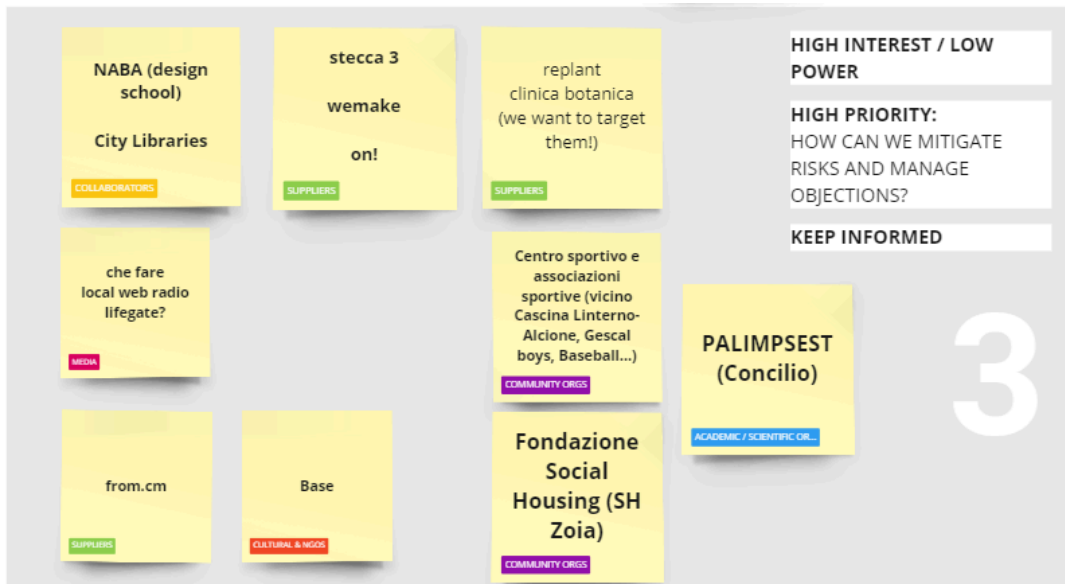 NABA (design
school)
City Libraries
COLLABORATORS
stecca 3
wemake
on!
SUPPLIERS
replant
clinica botanica
(we want to target
them!)
SUPPLIERS
HIGH INTEREST / LOW
POWER
HIGH PRIORITY:
HOW CAN WE MITIGATE
RISKS AND MANAGE
OBJECTIONS?
KEEP INFORMED
che fare
local web radio
lifegate?
MEDIA
Centro sportivo e
associazioni
sportive (vicino
Cascina Linterno-
Alcione, Gescal
boys, Baseball...)
COMMUNITY ORGS
PALIMPSEST
(Concilio)
ACADEMIC / SCIENTIFIC OR...
3
from.cm
SUPPLIERS
Base
CULTURAL & NGOS
Fondazione
Social
Housing (SH
Zoia)
COMMUNITY ORGS